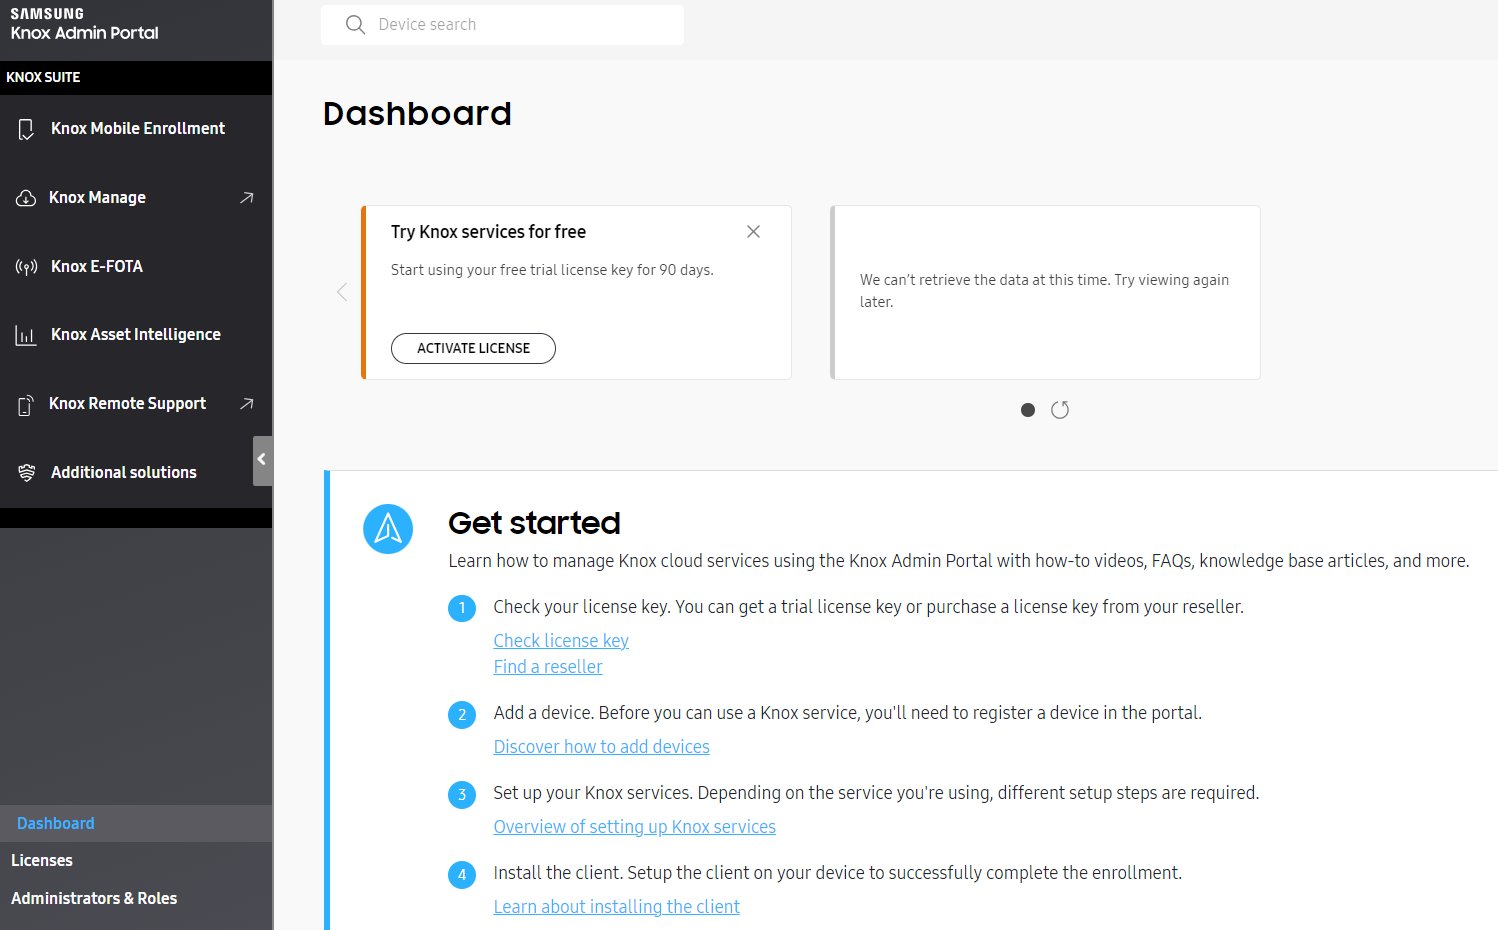 SAMSUNG
Knox Admin Portal
KNOX SUITE
Knox Mobile Enrollment
Knox Manage
Knox E-FOTA
Knox Asset Intelligence
Knox Remote Support
Additional solutions
Dashboard
Licenses
Administrators & Roles
Device search
Dashboard
Try Knox services for free
Start using your free trial license key for 90 days.
ACTIVATE LICENSE
We can’t retrieve the data at this time. Try viewing again
later.
Get started
Learn how to manage Knox cloud services using the Knox Admin Portal with how-to videos, FAQs, knowledge base articles, and more.
1 Check your license key. You can get a trial license key or purchase a license key from your reseller.
Check license key
Find a reseller
2 Add a device. Before you can use a Knox service, you'll need to register a device in the portal.
Discover how to add devices
3 Set up your Knox services. Depending on the service you're using, different setup steps are required.
Overview of setting up Knox services
4 Install the client. Setup the client on your device to successfully complete the enrollment.
Learn about installing the client